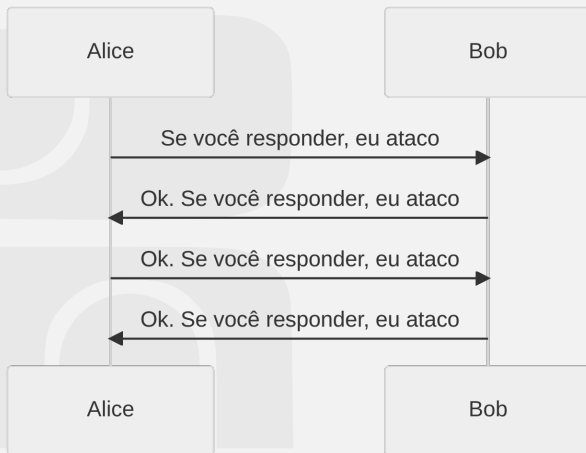 Alice
Bob
Se você responder, eu ataco
Ok. Se você responder, eu ataco
Ok. Se você responder, eu ataco
Ok. Se você responder, eu ataco
Alice
Bob